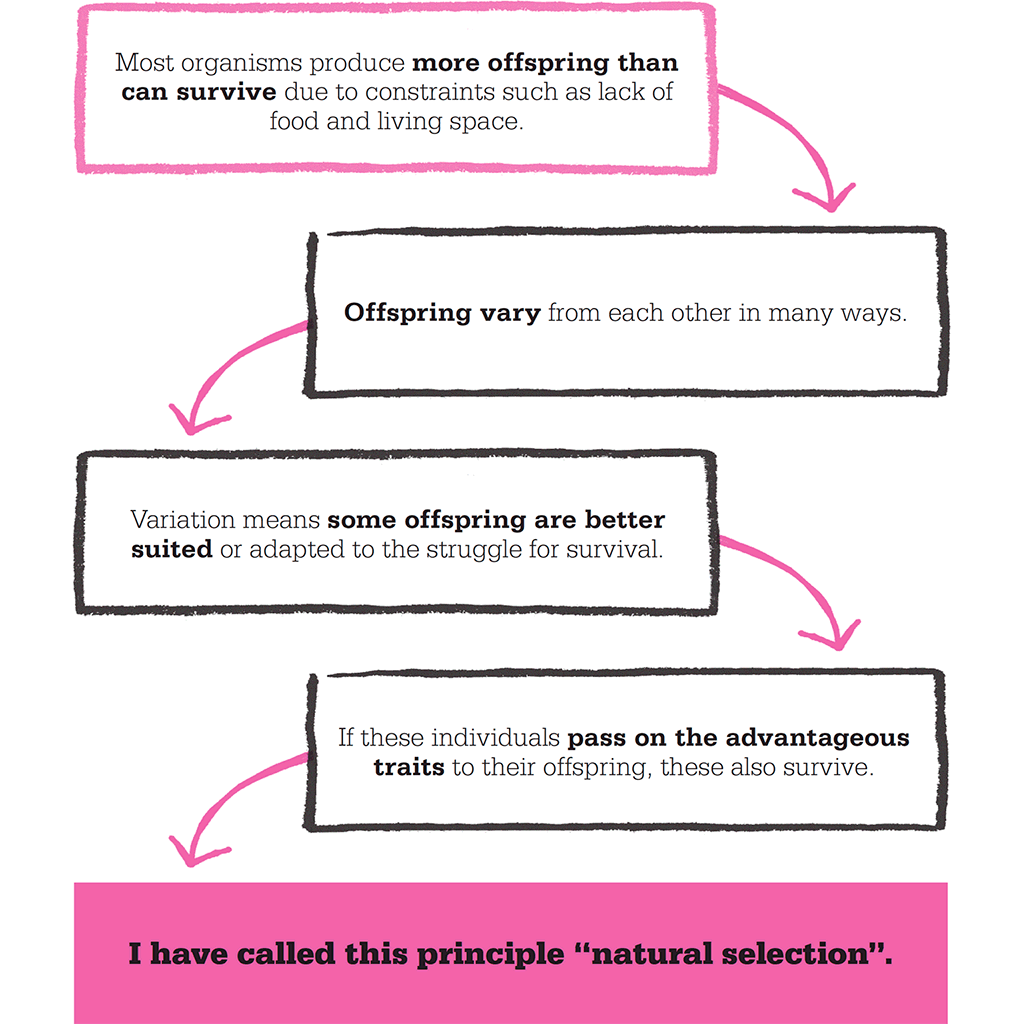 Most organisms produce more offspring than
can survive due to constraints such as lack of
food and living space.
Offspring vary from each other in many ways.
Variation means some offspring are better
suited or adapted to the struggle for survival.
If these individuals pass on the advantageous
traits to their offspring, these also survive.
I have called this principle “natural selection”.